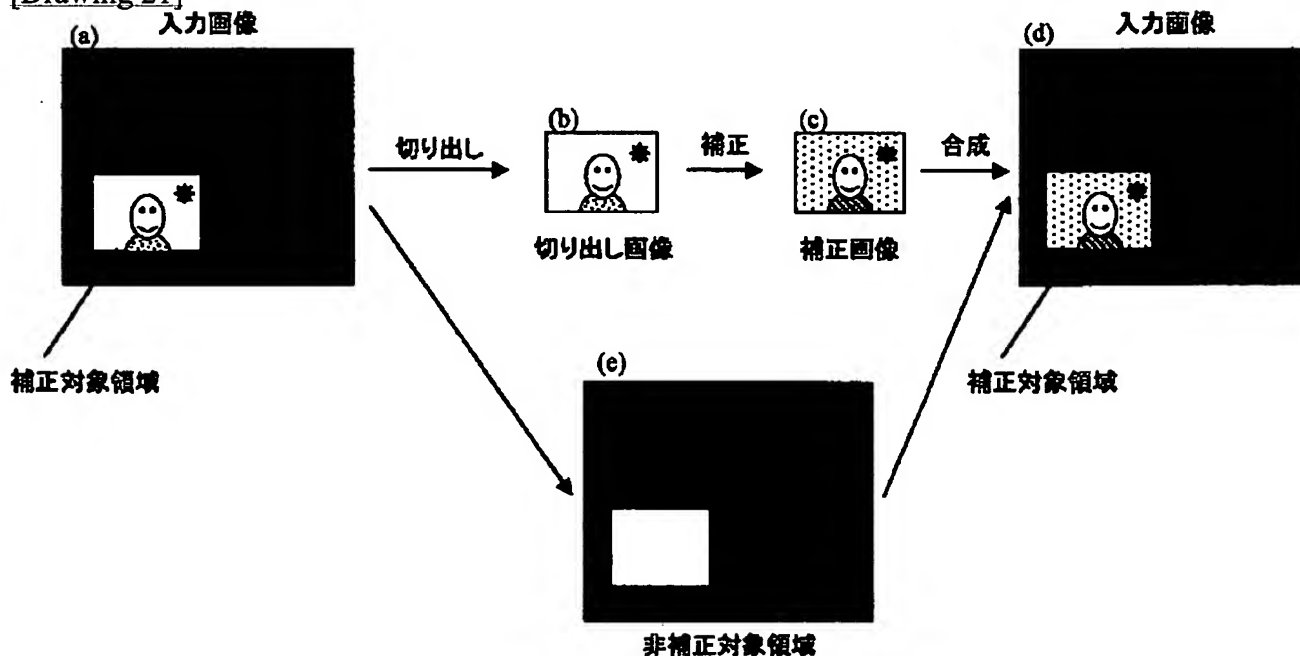 [Drawing 21]
(a) 入力画像
(d) 入力画像
切り出し
(b)
補正
(c)
合成
切り出し画像
補正画像
補正対象領域
補正対象領域
(e)
非補正対象領域